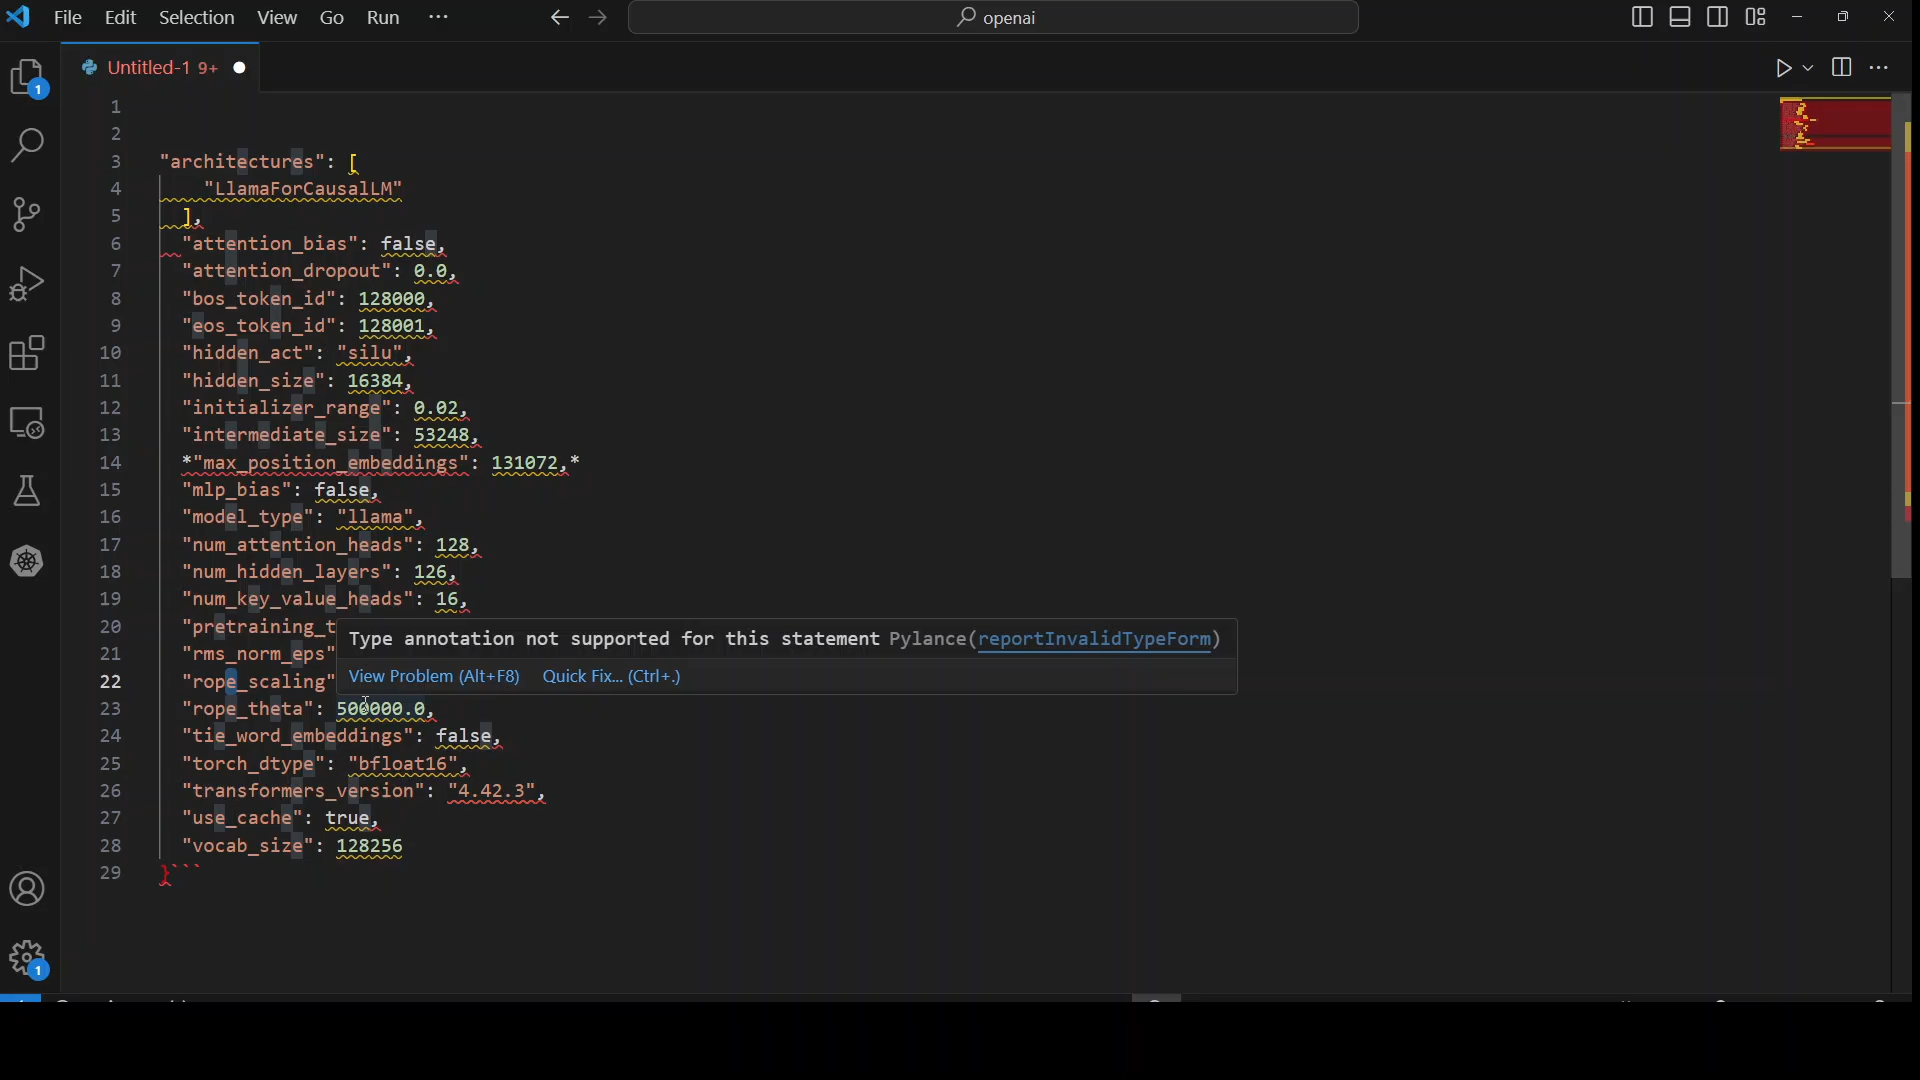 File Edit Selection View Go Run ··· openai
Untitled-1 9+
1
2
3 "architectures": [
4 "LlamaForCausalLM"
5 ],
6 "attention_bias": false,
7 "attention_dropout": 0.0,
8 "bos_token_id": 128000,
9 "eos_token_id": 128001,
10 "hidden_act": "silu",
11 "hidden_size": 16384,
12 "initializer_range": 0.02,
13 "intermediate_size": 53248,
14 *"max_position_embeddings": 131072,*
15 "mlp_bias": false,
16 "model_type": "llama",
17 "num_attention_heads": 128,
18 "num_hidden_layers": 126,
19 "num_key_value_heads": 16,
20 "pretraining_t
Type annotation not supported for this statement Pylance(reportInvalidTypeForm)
21 "rms_norm_eps"
View Problem (Alt+F8) Quick Fix... (Ctrl+.)
22 "rope_scaling"
23 "rope_theta": 500000.0,
24 "tie_word_embeddings": false,
25 "torch_dtype": "bfloat16",
26 "transformers_version": "4.42.3",
27 "use_cache": true,
28 "vocab_size": 128256
29 }```
1
1